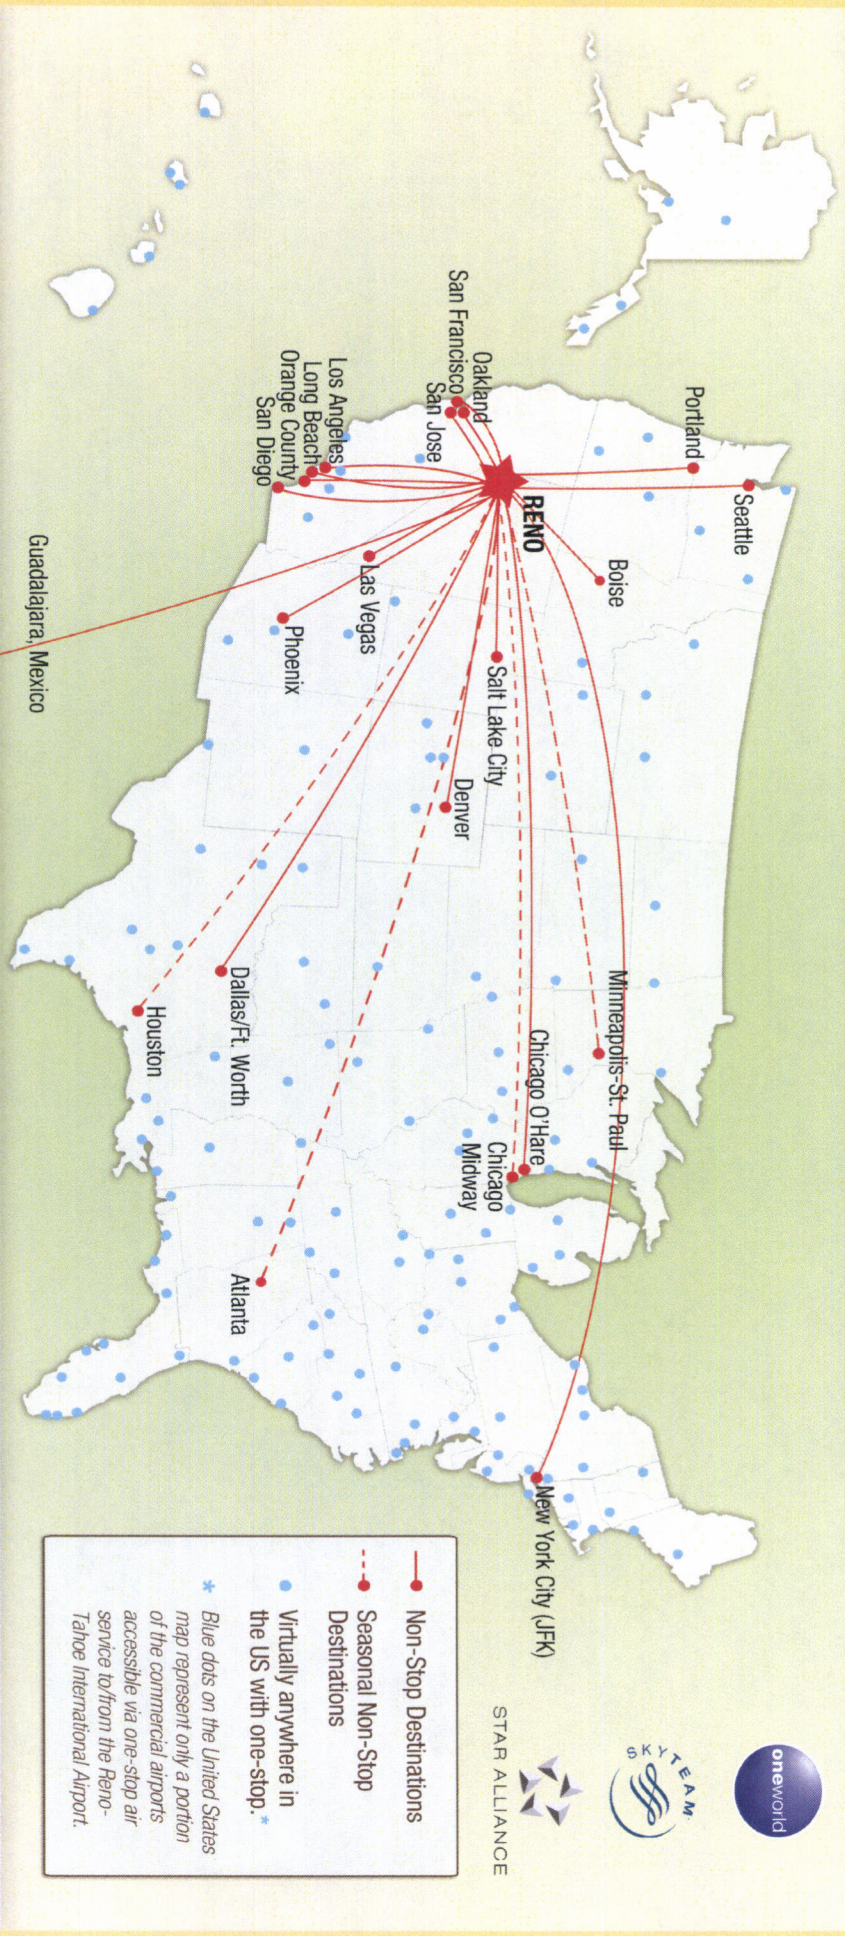 Portland
Seattle
Boise
RENO
Oakland
San Francisco
San Jose
Los Angeles
Long Beach
Orange County
San Diego
Las Vegas
Phoenix
Salt Lake City
Denver
Guadalajara, Mexico
Minneapolis-St. Paul
Chicago O'Hare
Chicago
Midway
Dallas/Ft. Worth
Houston
Atlanta
New York City (JFK)
oneworld
SKYTEAM
STAR ALLIANCE
Non-Stop Destinations
Seasonal Non-Stop
Destinations
Virtually anywhere in
the US with one-stop.*
* Blue dots on the United States
map represent only a portion
of the commercial airports
accessible via one-stop air
service to/from the Reno-
Tahoe International Airport.